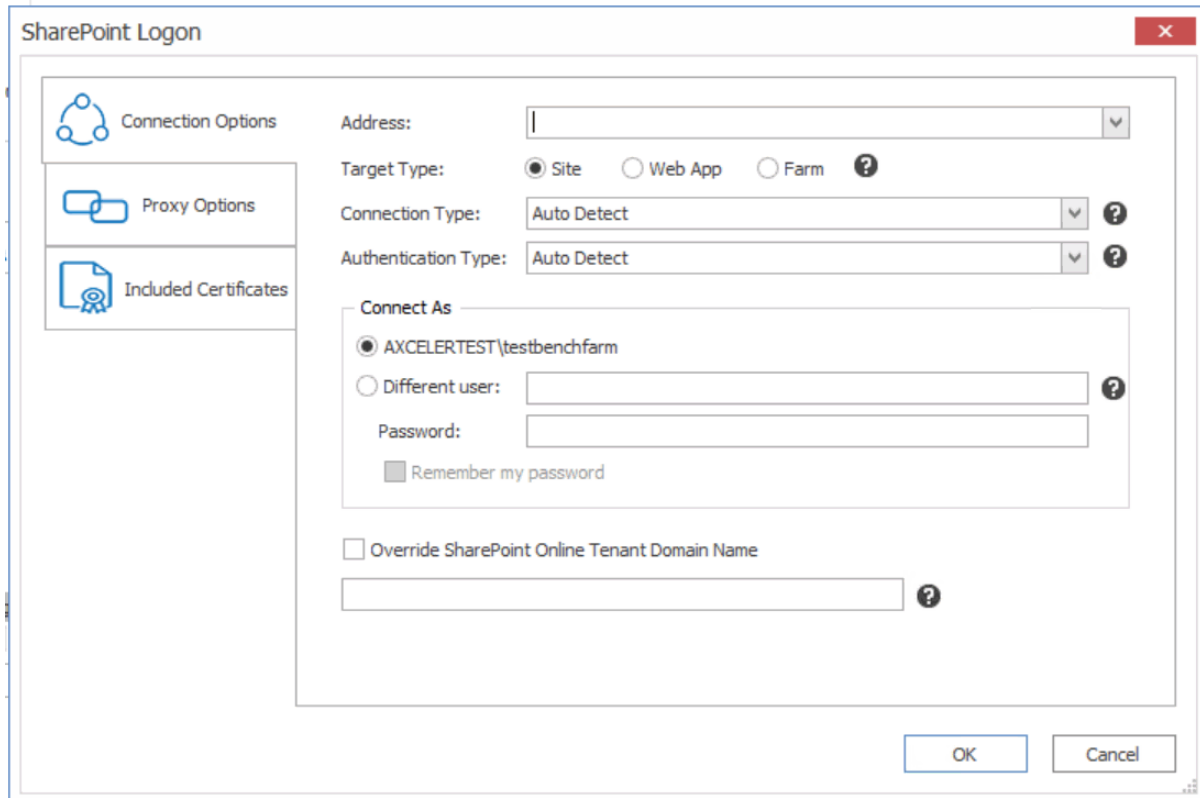 SharePoint Logon
Connection Options
Proxy Options
Included Certificates
Address:
Target Type: Site Web App Farm ?
Connection Type: Auto Detect ?
Authentication Type: Auto Detect ?
Connect As
AXCELERTEST\testbenchfarm
Different user: ?
Password:
Remember my password
Override SharePoint Online Tenant Domain Name
?
OK Cancel